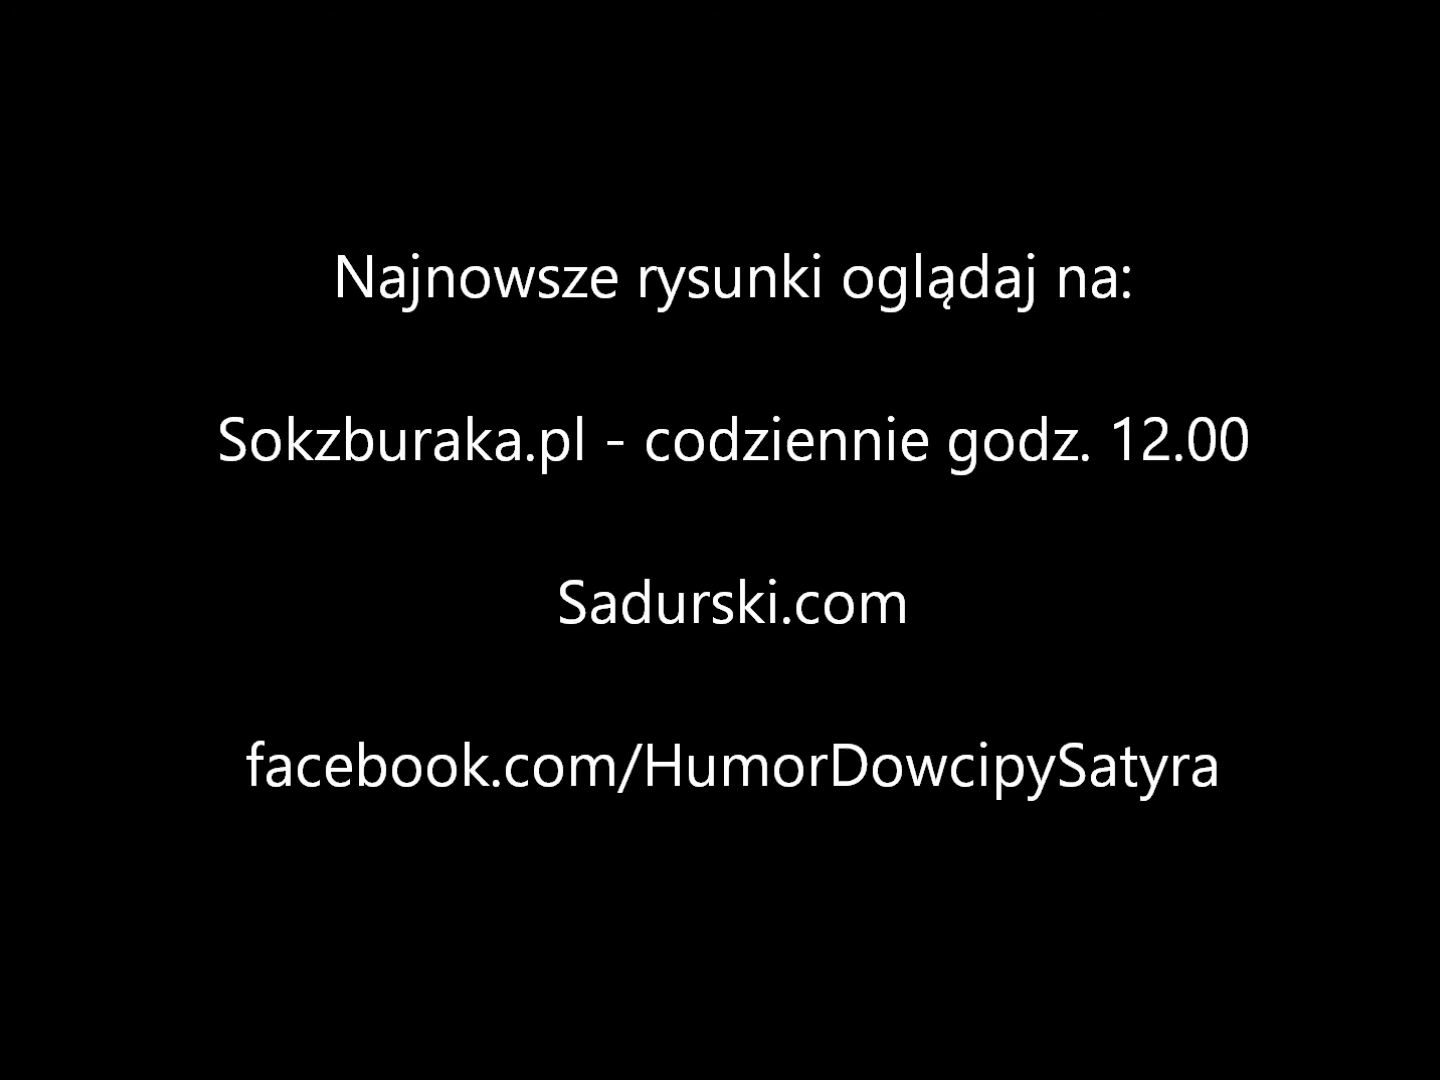 Najnowsze rysunki oglądaj na:
Sokzburaka.pl - codziennie godz. 12.00
Sadurski.com
facebook.com/HumorDowcipySatyra